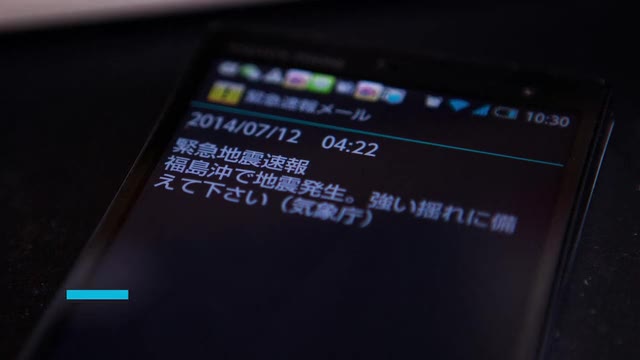 10:30
緊急速報メール
2014/07/12 04:22
緊急地震速報
福島沖で地震発生。強い揺れに備
えて下さい（気象庁）